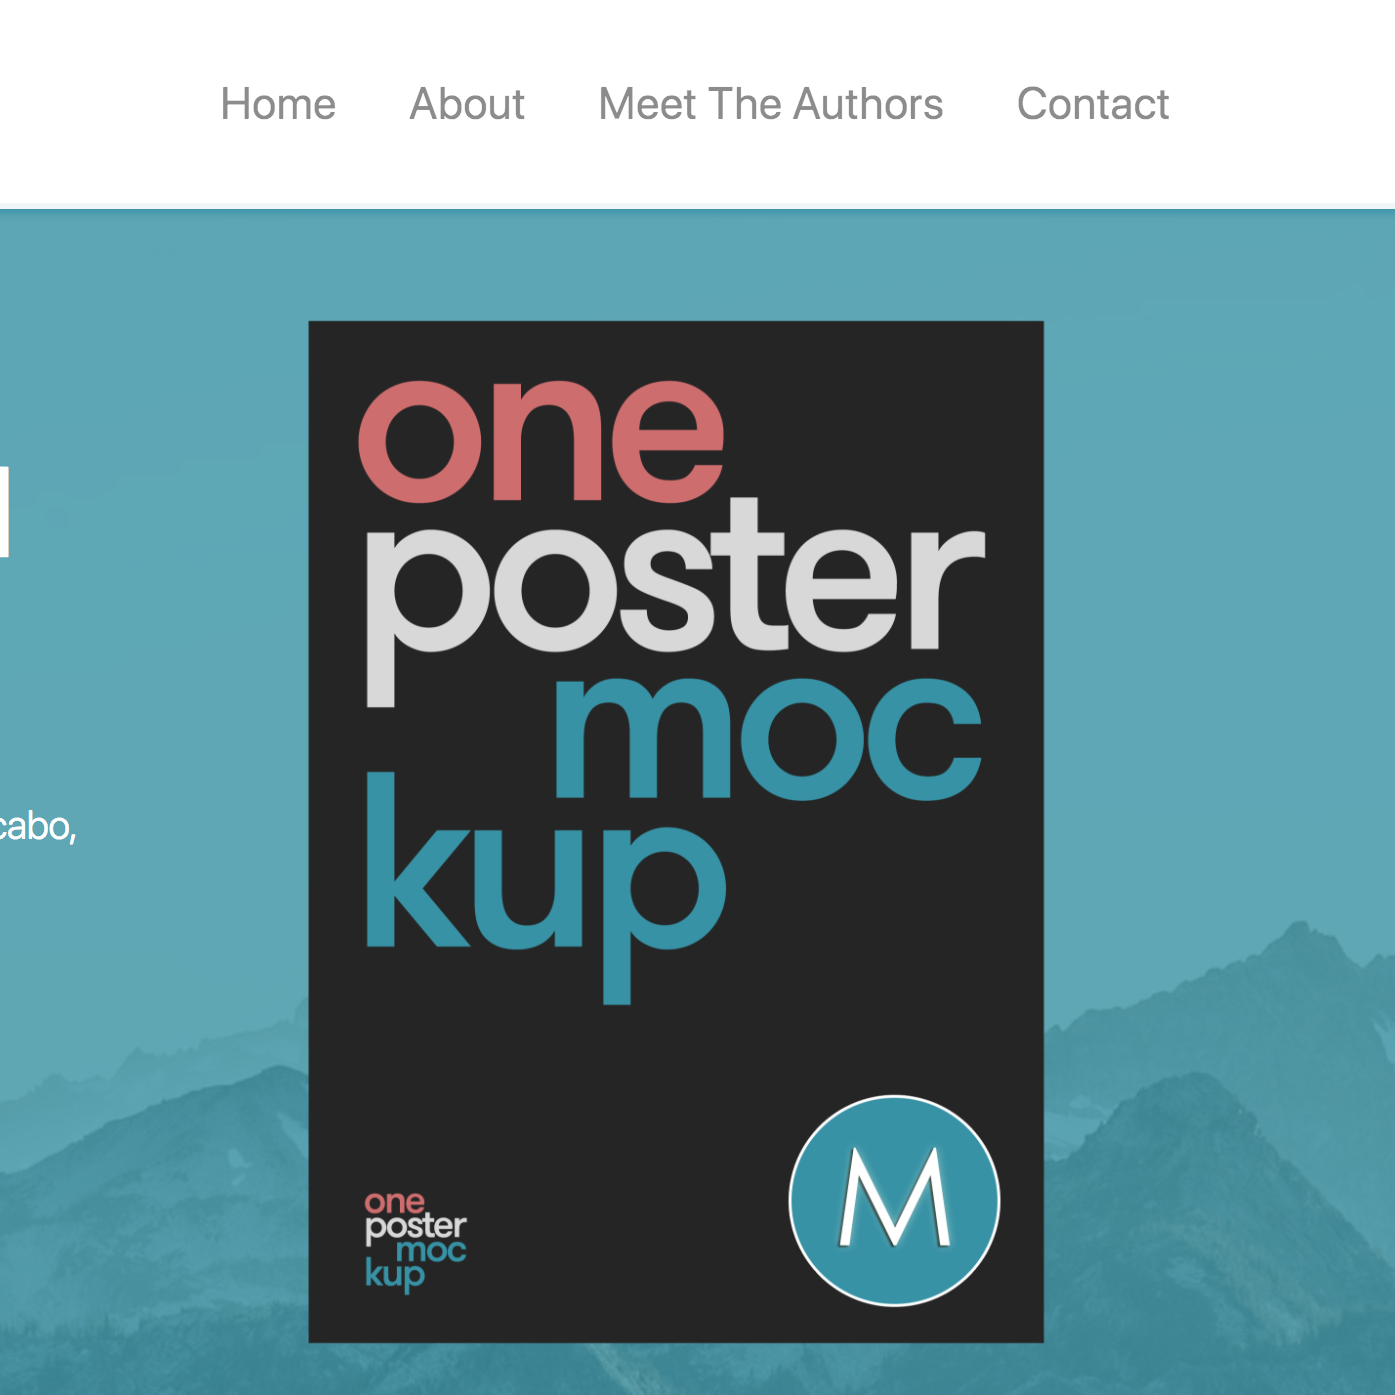 Home About Meet The Authors Contact
one
poster
moc
kup
cabo,
one
poster
moc
kup
M